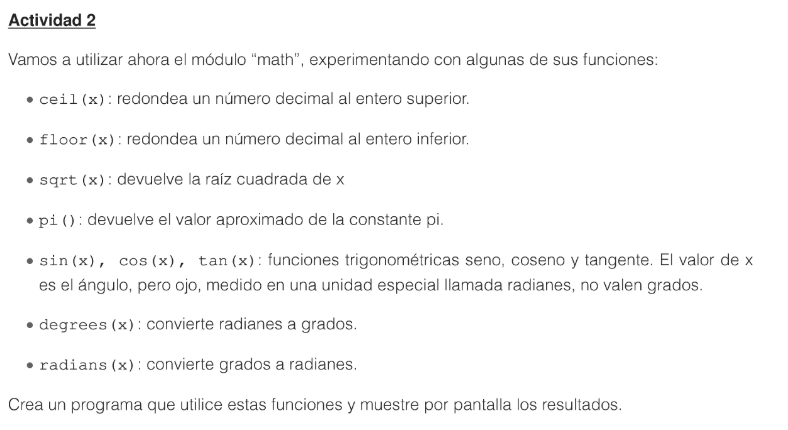 Actividad 2
Vamos a utilizar ahora el módulo “math”, experimentando con algunas de sus funciones:
• ceil(x): redondea un número decimal al entero superior.
• floor(x): redondea un número decimal al entero inferior.
• sqrt(x): devuelve la raíz cuadrada de x
• pi(): devuelve el valor aproximado de la constante pi.
• sin(x), cos(x), tan(x): funciones trigonométricas seno, coseno y tangente. El valor de x
es el ángulo, pero ojo, medido en una unidad especial llamada radianes, no valen grados.
• degrees(x): convierte radianes a grados.
• radians(x): convierte grados a radianes.
Crea un programa que utilice estas funciones y muestre por pantalla los resultados.